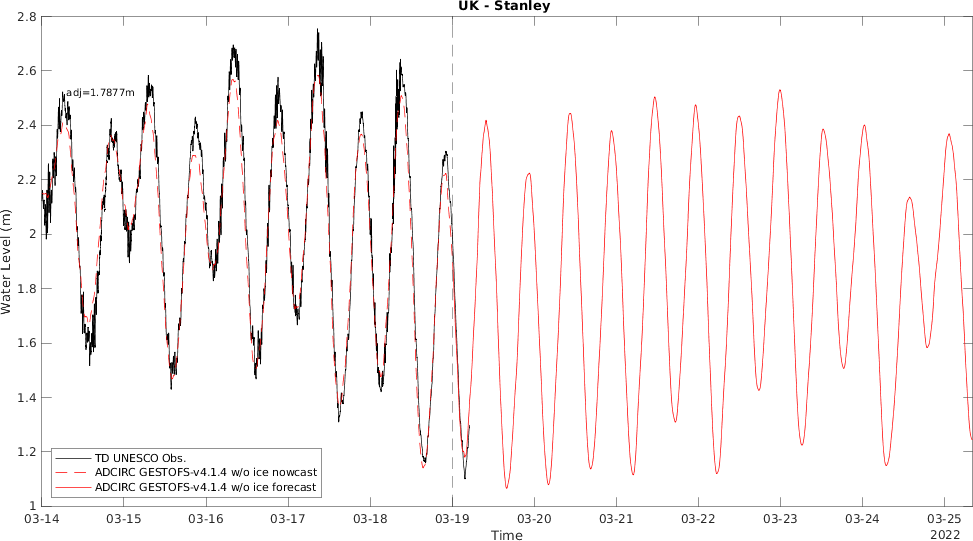 UK - Stanley
2.8
2.6
2.4
2.2
2
1.8
1.6
1.4
1.2
1
Water Level (m)
adj=1.7877m
TD UNESCO Obs.
ADCIRC GESTOFS-v4.1.4 w/o ice nowcast
ADCIRC GESTOFS-v4.1.4 w/o ice forecast
03-14 03-15 03-16 03-17 03-18 03-19 03-20 03-21 03-22 03-23 03-24 03-25
2022
Time